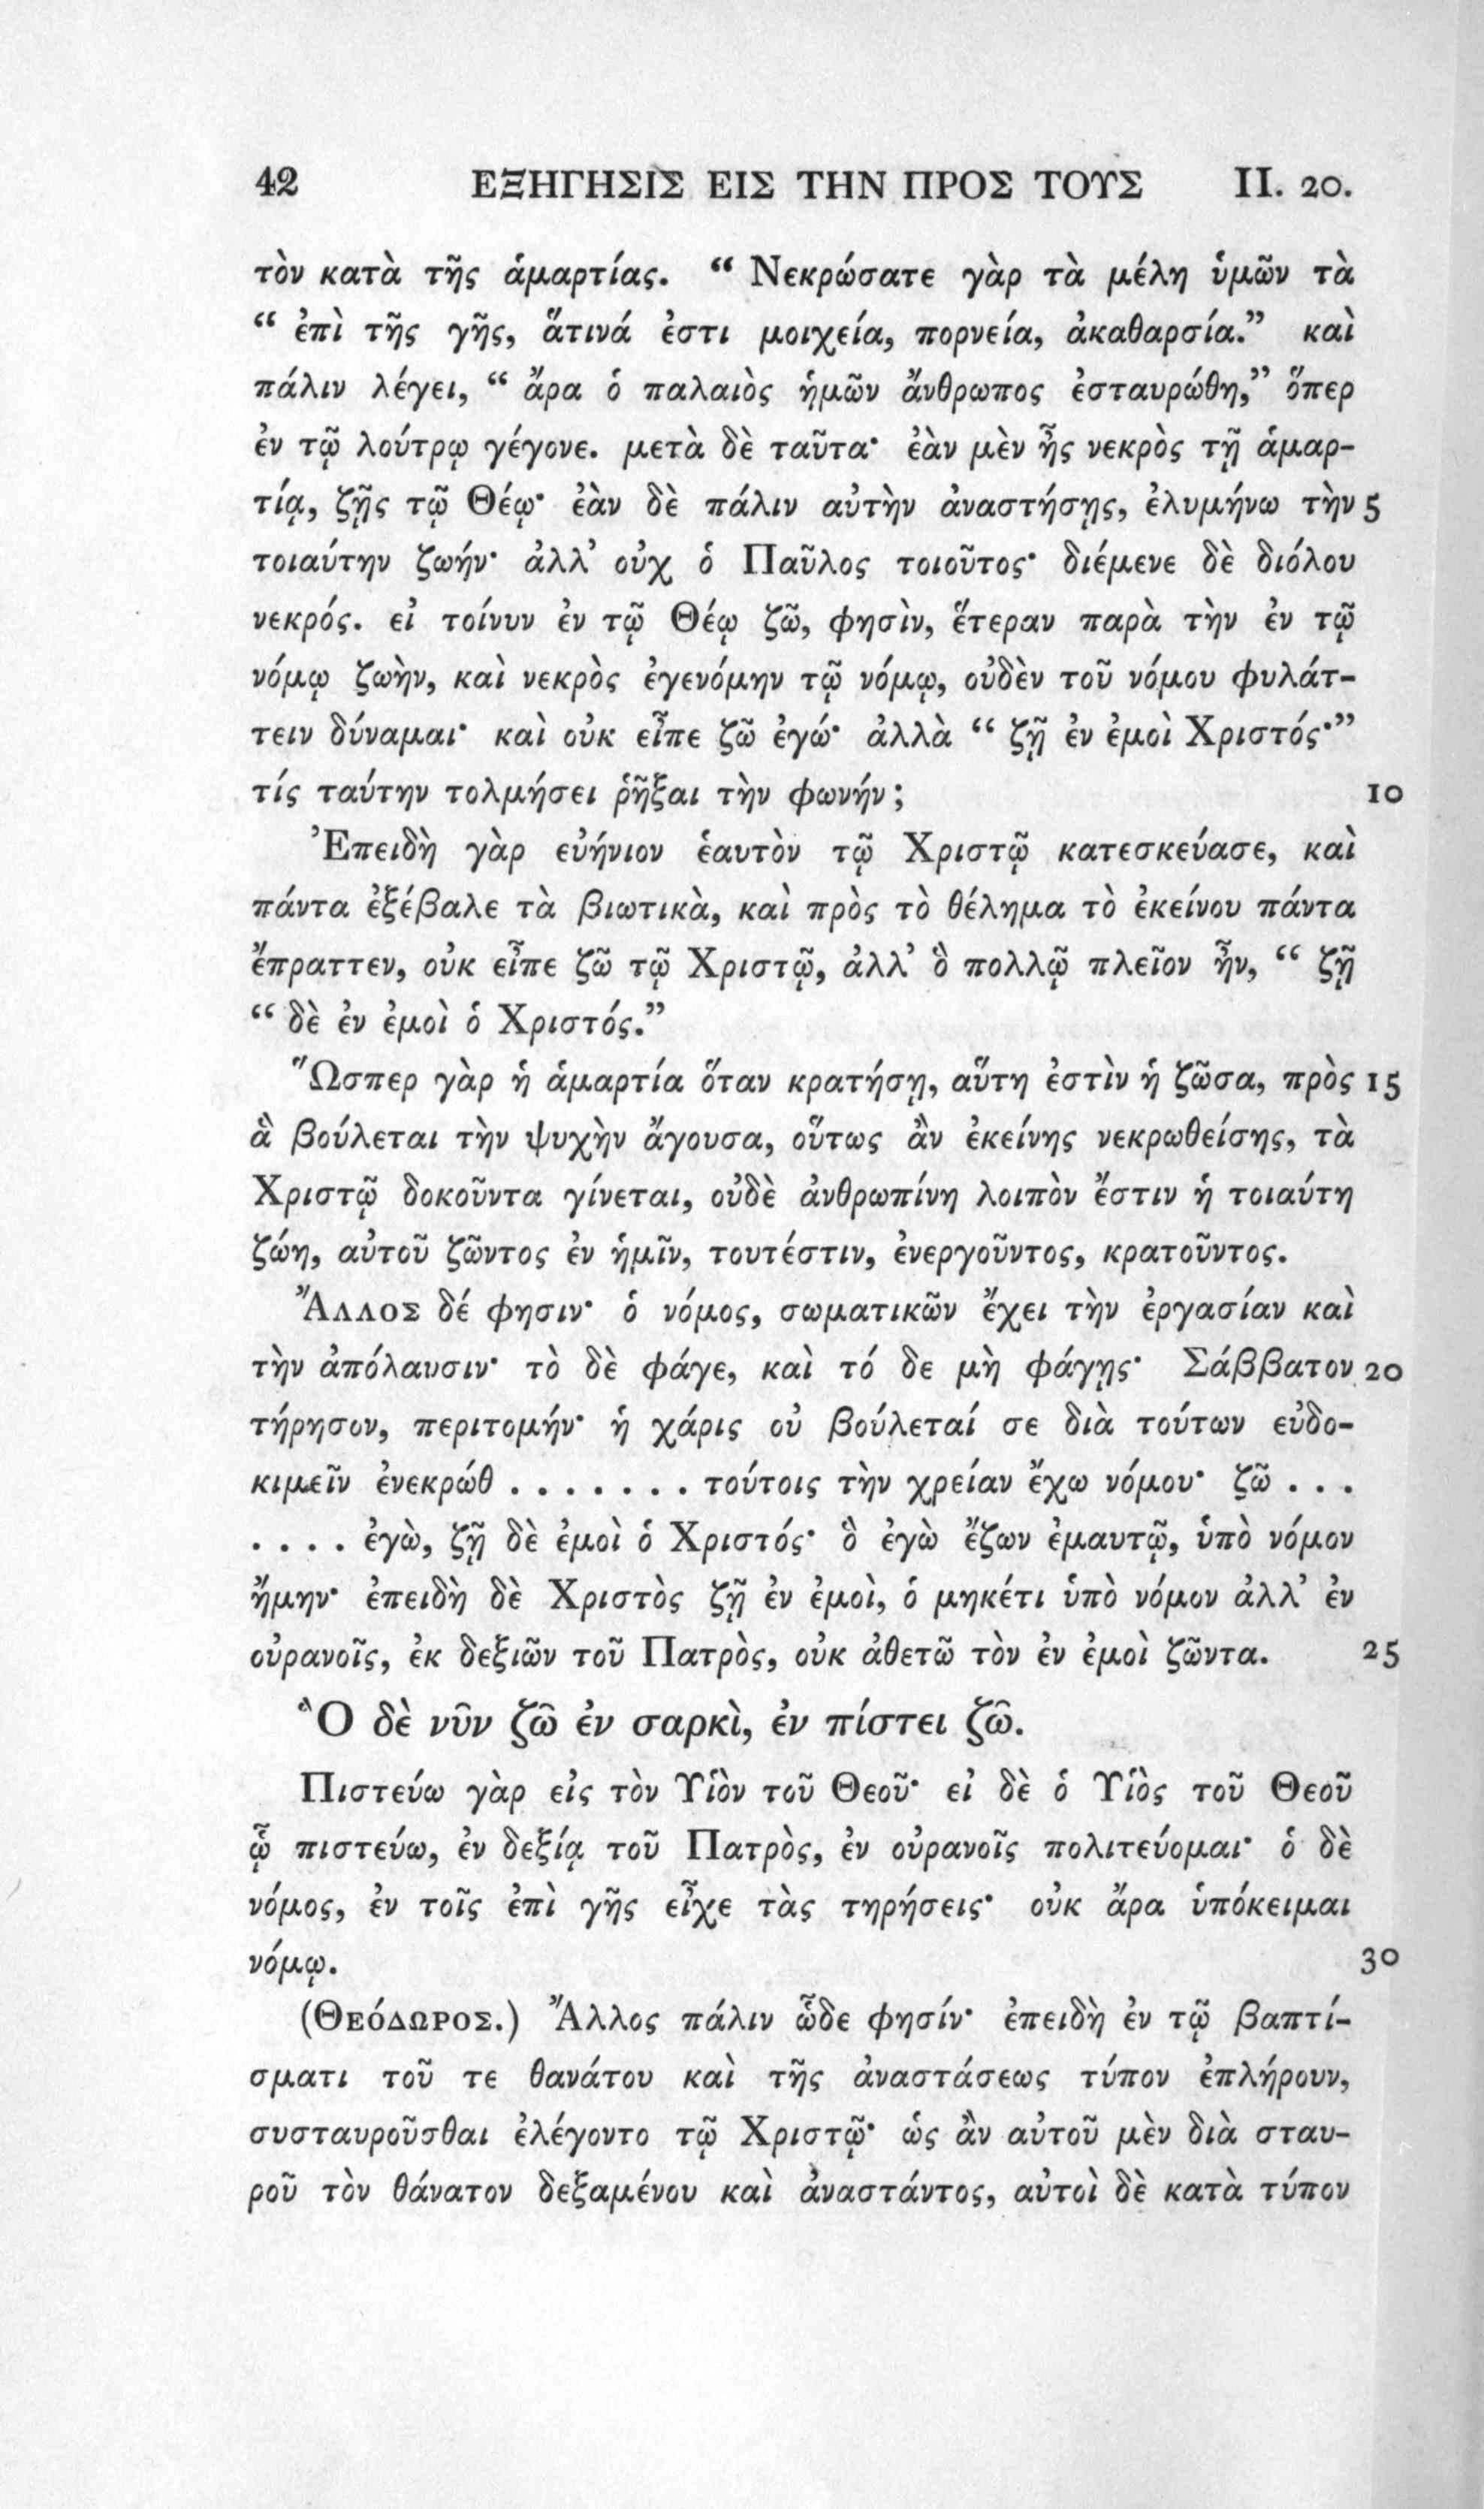 42 ΕΞΗΓΗΣΙΣ ΕΙΣ ΤΗΝ ΠΡΟΣ ΤΟΥΣ II. 20.
τὸν κατὰ τῆς ἁμαρτίας. “ Νεκρώσατε γὰρ τὰ μέλη ὑμῶν τὰ
“ ἐπὶ τῆς γῆς, ἅτινά ἐστι μοιχεία, πορνεία, ἀκαθαρσία.” καὶ
πάλιν λέγει, “ ἄρα ὁ παλαιὸς ἡμῶν ἄνθρωπος ἐσταυρώθη,” ὅπερ
ἐν τῷ λούτρῳ γέγονε. μετὰ δὲ ταῦτα· ἐὰν μὲν ἦς νεκρὸς τῇ ἁμαρ-
τίᾳ, ζῇς τῷ Θέῳ· ἐὰν δὲ πάλιν αὐτὴν ἀναστήσῃς, ἐλυμήνω τὴν 5
τοιαύτην ζωήν· ἀλλ’ οὐχ ὁ Παῦλος τοιοῦτος· διέμενε δὲ διόλου
νεκρός. εἰ τοίνυν ἐν τῷ Θέῳ ζῶ, φησὶν, ἕτεραν παρὰ τὴν ἐν τῷ
νόμῳ ζωὴν, καὶ νεκρὸς ἐγενόμην τῷ νόμῳ, οὐδὲν τοῦ νόμου φυλάτ-
τειν δύναμαι· καὶ οὐκ εἶπε ζῶ ἐγώ· ἀλλὰ “ ζῇ ἐν ἐμοὶ Χριστός·”
τίς ταύτην τολμήσει ῥῆξαι τὴν φωνήν ; 10
Ἐπειδὴ γὰρ εὐήνιον ἑαυτὸν τῷ Χριστῷ κατεσκεύασε, καὶ
πάντα ἐξέβαλε τὰ βιωτικὰ, καὶ πρὸς τὸ θέλημα τὸ ἐκείνου πάντα
ἔπραττεν, οὐκ εἶπε ζῶ τῷ Χριστῷ, ἀλλ’ ὃ πολλῷ πλεῖον ἦν, “ ζῇ
“ δὲ ἐν ἐμοὶ ὁ Χριστός.”
Ὥσπερ γὰρ ἡ ἁμαρτία ὅταν κρατήσῃ, αὕτη ἐστὶν ἡ ζῶσα, πρὸς 15
ἃ βούλεται τὴν ψυχὴν ἄγουσα, οὕτως ἂν ἐκείνης νεκρωθείσης, τὰ
Χριστῷ δοκοῦντα γίνεται, οὐδὲ ἀνθρωπίνη λοιπὸν ἔστιν ἡ τοιαύτη
ζώη, αὐτοῦ ζῶντος ἐν ἡμῖν, τουτέστιν, ἐνεργοῦντος, κρατοῦντος.
Ἄλλος δέ φησιν· ὁ νόμος, σωματικῶν ἔχει τὴν ἐργασίαν καὶ
τὴν ἀπόλαυσιν· τὸ δὲ φάγε, καὶ τό δε μὴ φάγῃς· Σάββατον 20
τήρησον, περιτομήν· ἡ χάρις οὐ βούλεταί σε διὰ τούτων εὐδο-
κιμεῖν ἐνεκρώθ . . . . . . . τούτοις τὴν χρείαν ἔχω νόμου· ζῶ . . .
. . . . ἐγὼ, ζῇ δὲ ἐμοὶ ὁ Χριστός· ὃ ἐγὼ ἔζων ἐμαυτῷ, ὑπὸ νόμον
ἤμην· ἐπειδὴ δὲ Χριστὸς ζῇ ἐν ἐμοὶ, ὁ μηκέτι ὑπὸ νόμον ἀλλ’ ἐν
οὐρανοῖς, ἐκ δεξιῶν τοῦ Πατρὸς, οὐκ ἀθετῶ τὸν ἐν ἐμοὶ ζῶντα. 25
Ὃ δὲ νῦν ζῶ ἐν σαρκὶ, ἐν πίστει ζῶ.
Πιστεύω γὰρ εἰς τὸν Υἱὸν τοῦ Θεοῦ· εἰ δὲ ὁ Υἱὸς τοῦ Θεοῦ
ᾧ πιστεύω, ἐν δεξίᾳ τοῦ Πατρὸς, ἐν οὐρανοῖς πολιτεύομαι· ὁ δὲ
νόμος, ἐν τοῖς ἐπὶ γῆς εἶχε τὰς τηρήσεις· οὐκ ἄρα ὑπόκειμαι
νόμῳ. 30
(Θεόδωρος.) Ἄλλος πάλιν ὧδε φησίν· ἐπειδὴ ἐν τῷ βαπτί-
σματι τοῦ τε θανάτου καὶ τῆς ἀναστάσεως τύπον ἐπλήρουν,
συσταυροῦσθαι ἐλέγοντο τῷ Χριστῷ· ὡς ἂν αὐτοῦ μὲν διὰ σταυ-
ροῦ τὸν θάνατον δεξαμένου καὶ ἀναστάντος, αὐτοὶ δὲ κατὰ τύπον